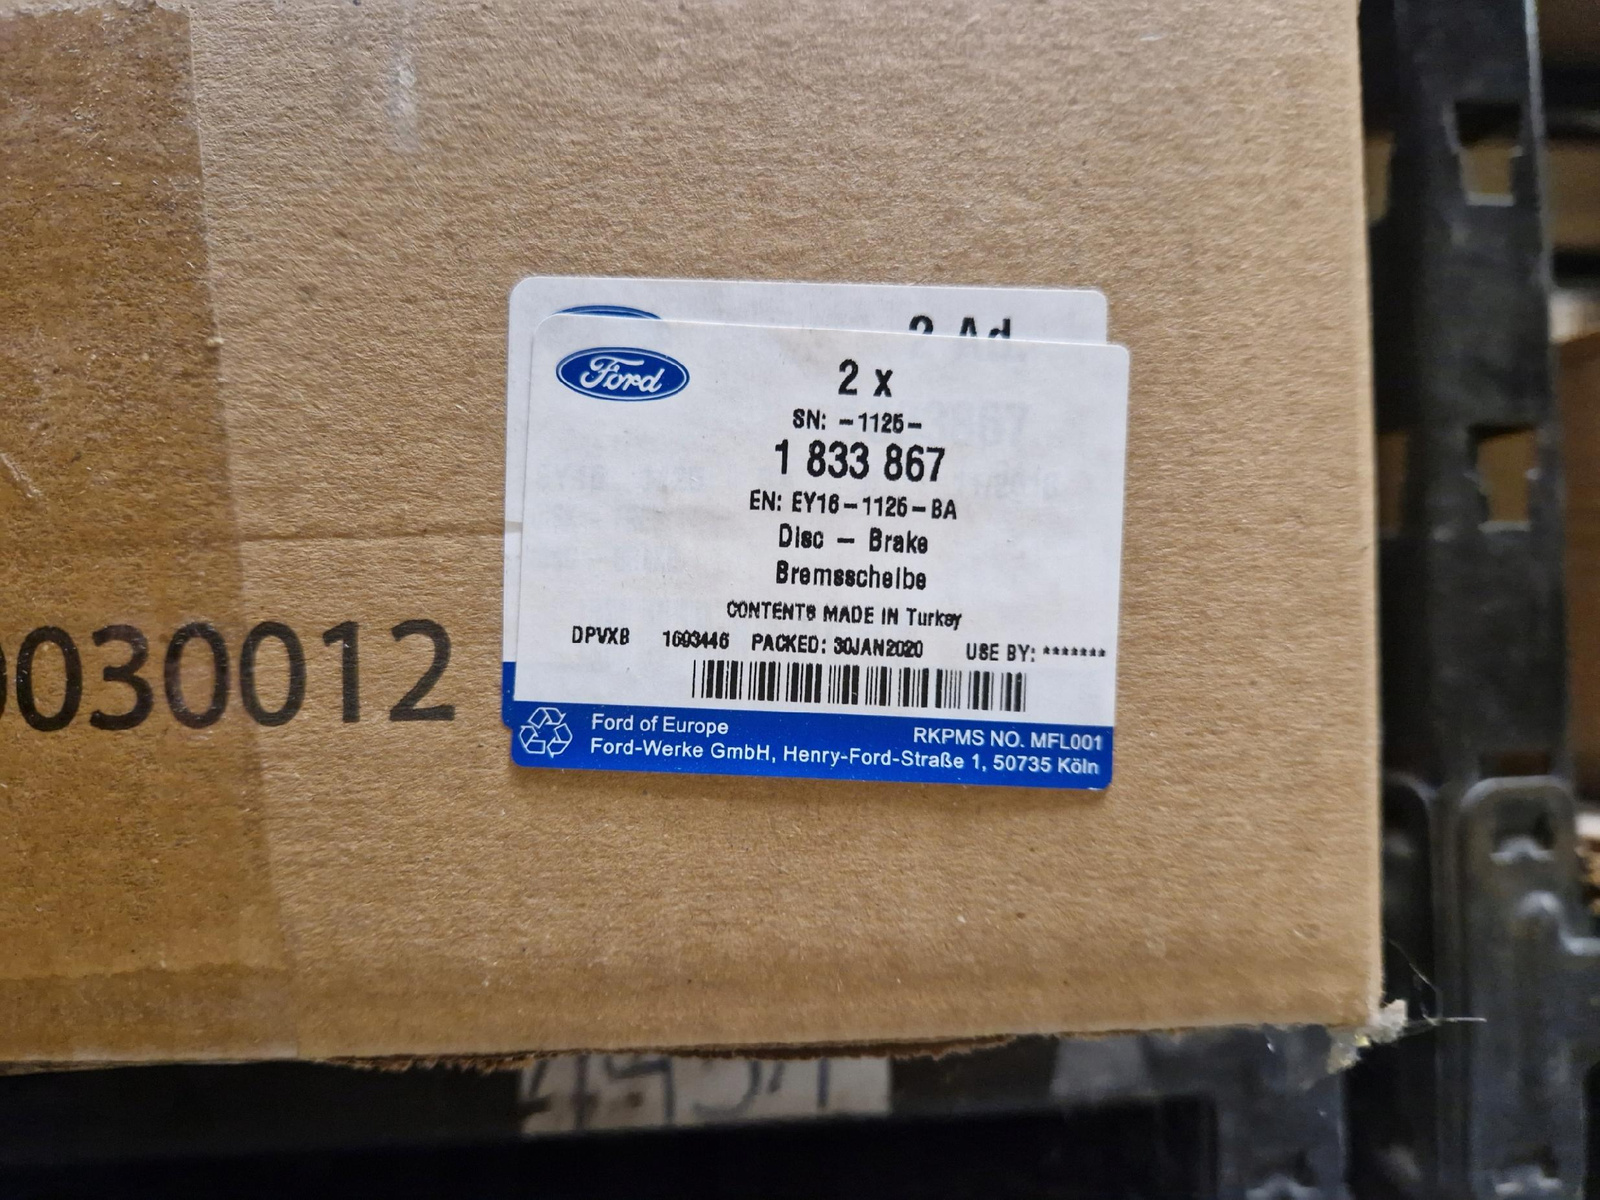 Ford
2 x
SN: -1125-
1 833 867
EN: EY16-1125-BA
Disc - Brake
Bremsscheibe
CONTENTS MADE IN Turkey
DPVXB 1693446 PACKED: 30JAN2020 USE BY: *******
Ford of Europe
RKPMS NO. MFL001
Ford-Werke GmbH, Henry-Ford-Straße 1, 50735 Köln
0030012